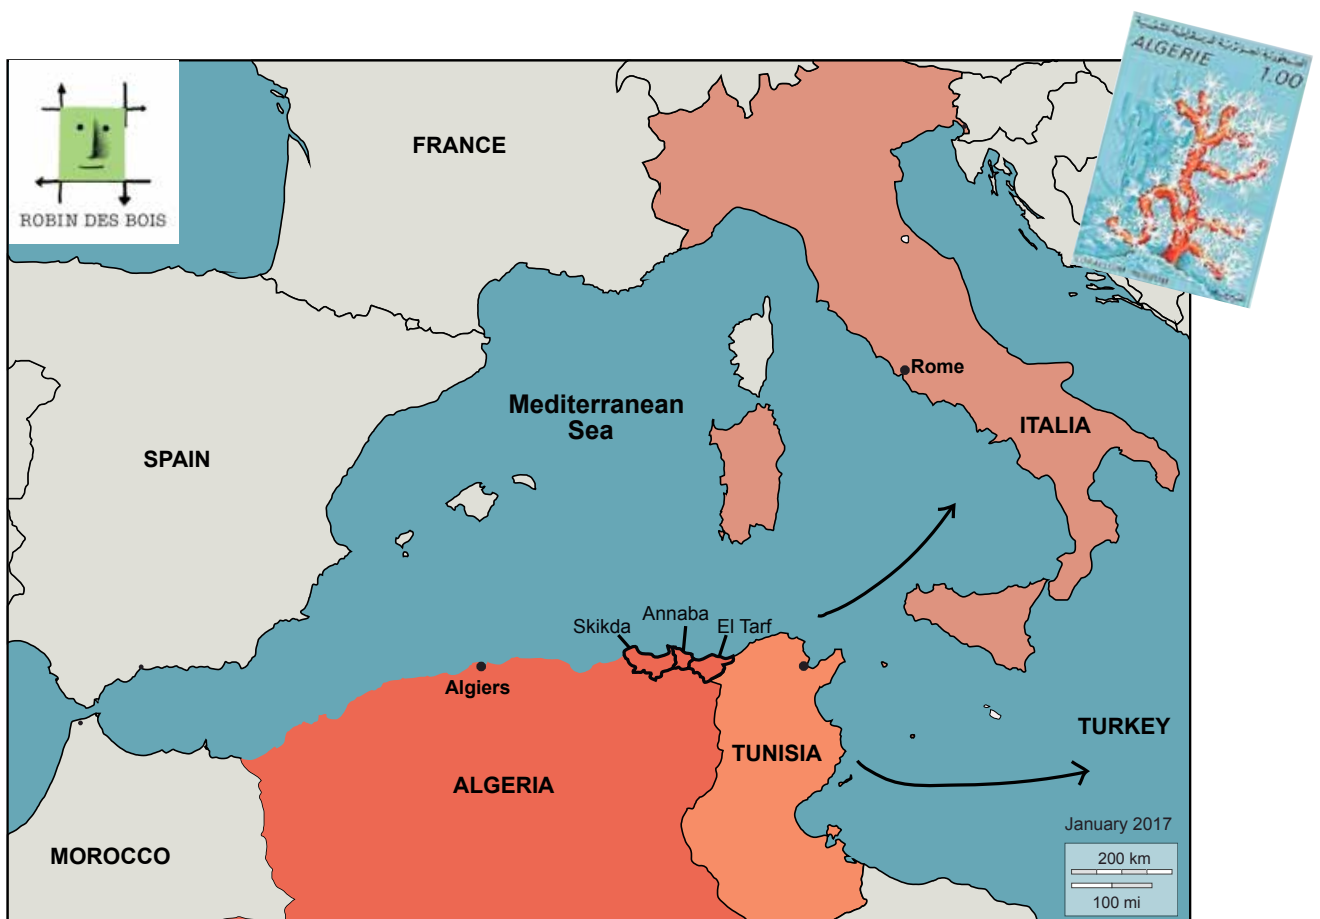 ALGERIE
1.00
ROBIN DES BOIS
FRANCE
Rome
Mediterranean
Sea
ITALIA
SPAIN
Skikda
Annaba
El Tarf
Algiers
TURKEY
TUNISIA
ALGERIA
January 2017
MOROCCO
200 km
100 mi